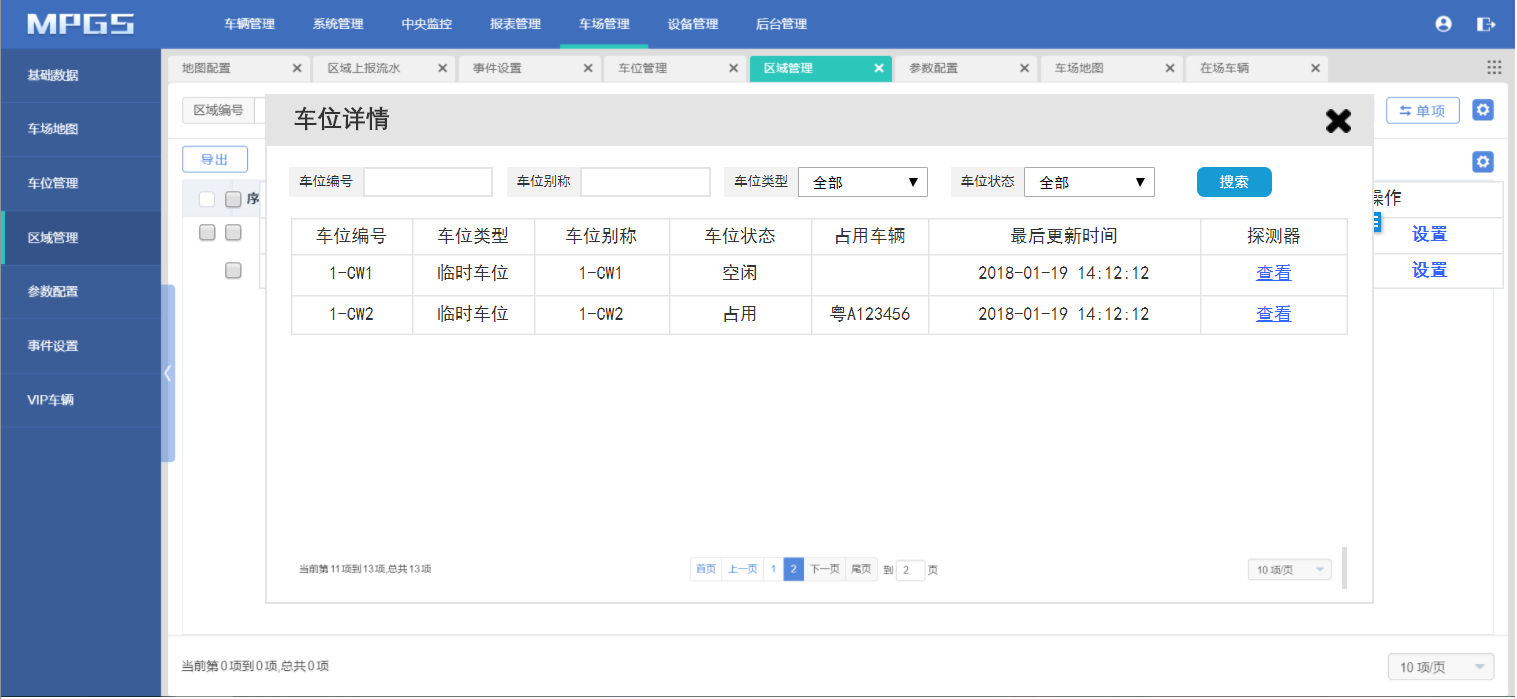 MPGS 车辆管理 系统管理 中央监控 报表管理 车场管理 设备管理 后台管理
基础数据
车场地图
车位管理
区域管理
参数配置
事件设置
VIP车辆
地图配置 区域上报流水 事件设置 车位管理 区域管理 参数配置 车场地图 在场车辆
区域编号 单项
导出
序 操作
设置
设置
车位详情
车位编号 车位别称 车位类型 全部 车位状态 全部 搜索
车位编号 车位类型 车位别称 车位状态 占用车辆 最后更新时间 探测器
1-CW1 临时车位 1-CW1 空闲 2018-01-19 14:12:12 查看
1-CW2 临时车位 1-CW2 占用 粤A123456 2018-01-19 14:12:12 查看
当前第11项到13项,总共13项 首页 上一页 1 2 下一页 尾页 到 2 页 10 项/页
当前第0项到0项,总共0项 10 项/页